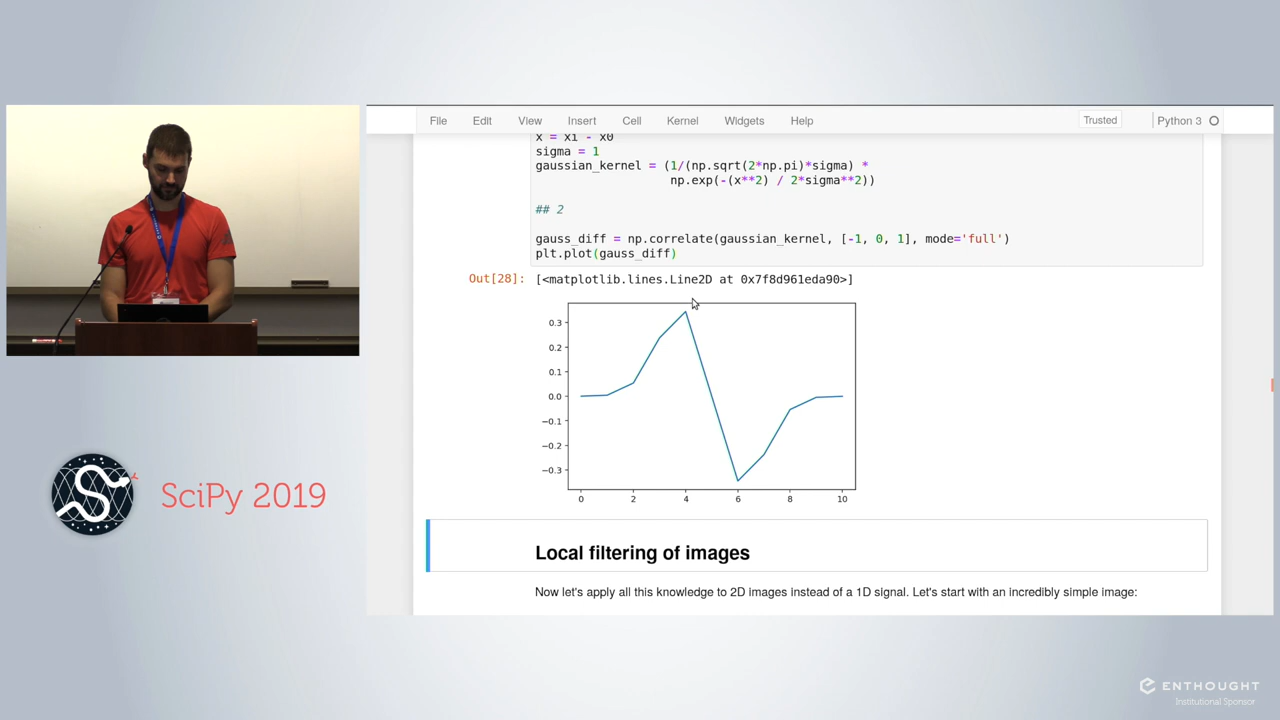 File Edit View Insert Cell Kernel Widgets Help Trusted Python 3
x = xi - x0
sigma = 1
gaussian_kernel = (1/(np.sqrt(2*np.pi)*sigma) *
np.exp(-(x**2) / 2*sigma**2))
## 2
gauss_diff = np.correlate(gaussian_kernel, [-1, 0, 1], mode='full')
plt.plot(gauss_diff)
Out[28]: [<matplotlib.lines.Line2D at 0x7f8d961eda90>]
0.3
0.2
0.1
0.0
−0.1
−0.2
−0.3
0 2 4 6 8 10
SciPy 2019
Local filtering of images
Now let's apply all this knowledge to 2D images instead of a 1D signal. Let's start with an incredibly simple image:
ENTHOUGHT
Institutional Sponsor